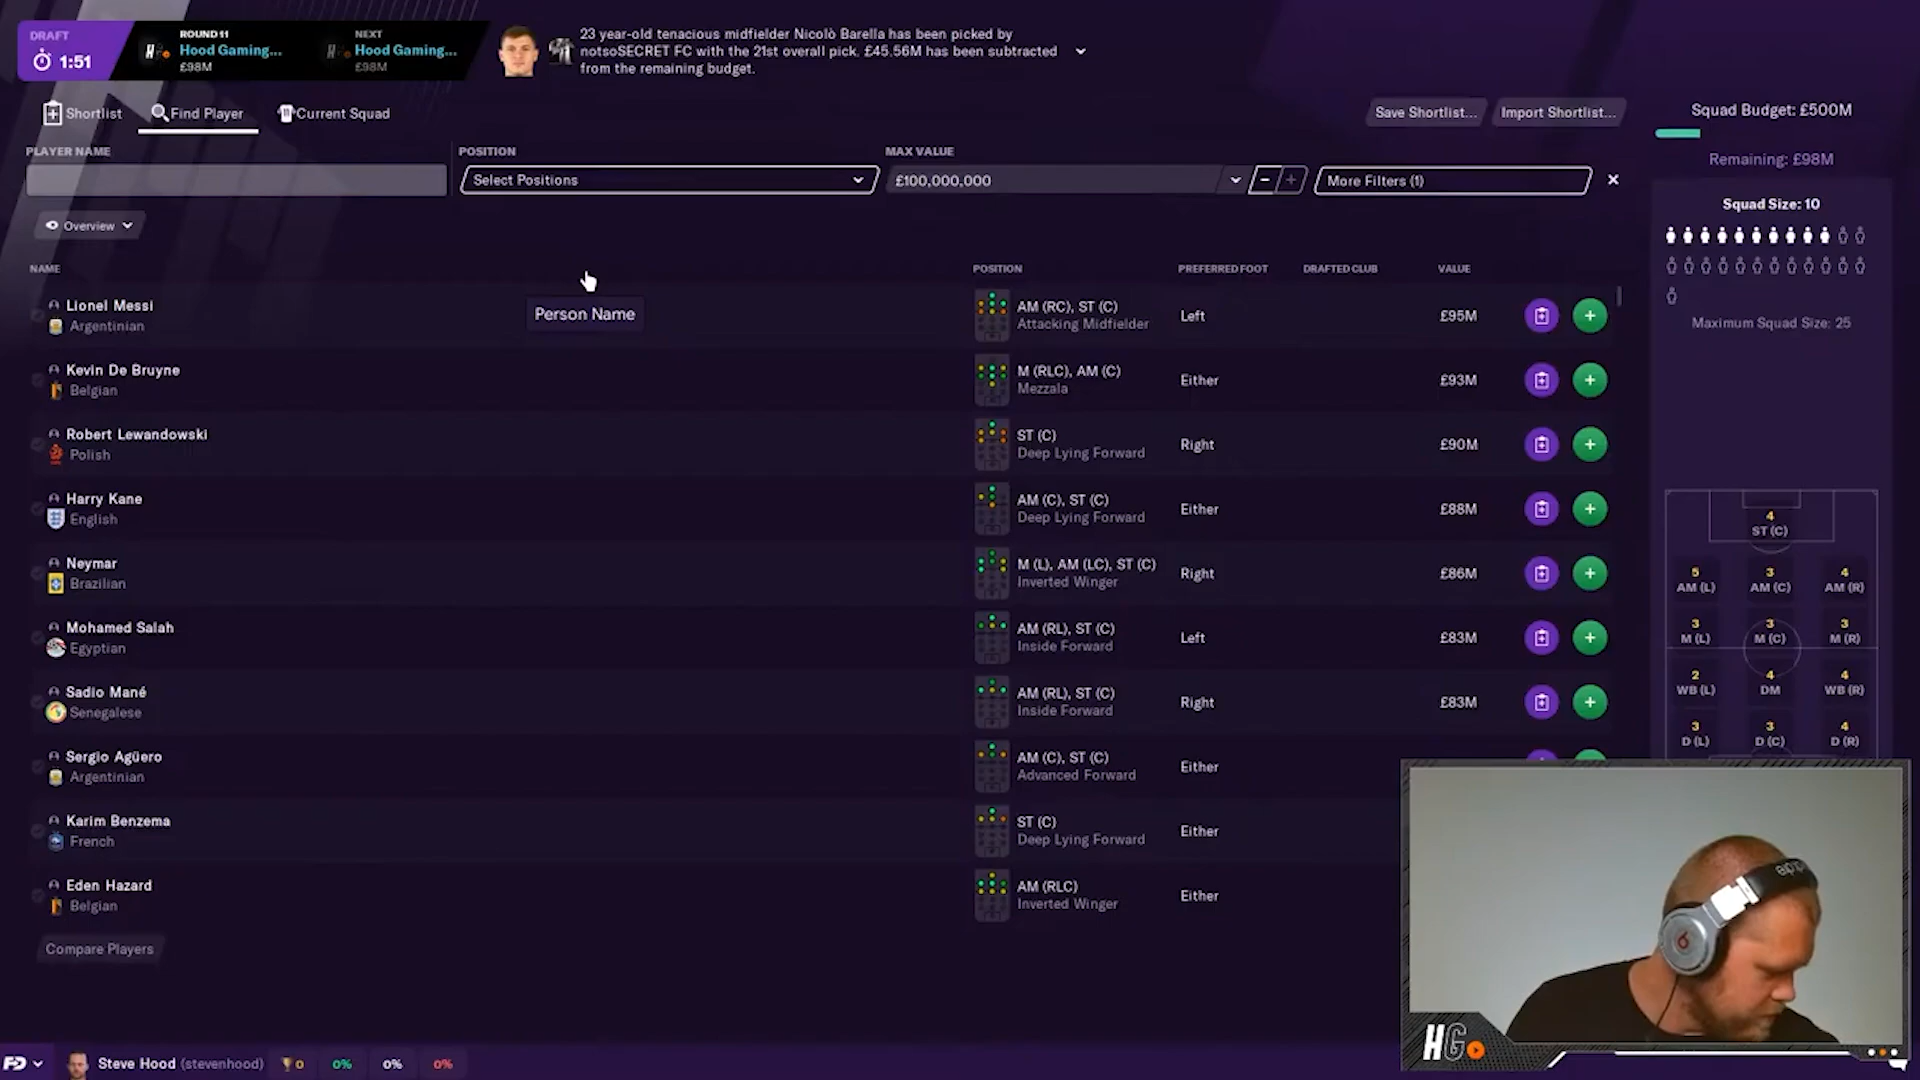 DRAFT
1:51
ROUND 11
Hood Gaming...
£98M
NEXT
Hood Gaming...
£98M
23 year-old tenacious midfielder Nicolò Barella has been picked by
notsoSECRET FC with the 21st overall pick. £45.56M has been subtracted
from the remaining budget.
Shortlist
Find Player
Current Squad
Save Shortlist...
Import Shortlist...
Squad Budget: £500M
Remaining: £98M
PLAYER NAME
POSITION
MAX VALUE
Select Positions
£100,000,000
More Filters (1)
Squad Size: 10
Maximum Squad Size: 25
Overview
NAME
POSITION
PREFERRED FOOT
DRAFTED CLUB
VALUE
Person Name
Lionel Messi
Argentinian
AM (RC), ST (C)
Attacking Midfielder
Left
£95M
Kevin De Bruyne
Belgian
M (RLC), AM (C)
Mezzala
Either
£93M
Robert Lewandowski
Polish
ST (C)
Deep Lying Forward
Right
£90M
Harry Kane
English
AM (C), ST (C)
Deep Lying Forward
Either
£88M
Neymar
Brazilian
M (L), AM (LC), ST (C)
Inverted Winger
Right
£86M
Mohamed Salah
Egyptian
AM (RL), ST (C)
Inside Forward
Left
£83M
Sadio Mané
Senegalese
AM (RL), ST (C)
Inside Forward
Right
£83M
Sergio Agüero
Argentinian
AM (C), ST (C)
Advanced Forward
Either
Karim Benzema
French
ST (C)
Deep Lying Forward
Either
Eden Hazard
Belgian
AM (RLC)
Inverted Winger
Either
4
ST (C)
5
AM (L)
3
AM (C)
4
AM (R)
3
M (L)
3
M (C)
3
M (R)
2
WB (L)
4
DM
4
WB (R)
3
D (L)
3
D (C)
4
D (R)
Compare Players
HG
FD
Steve Hood (stevenhood)
0
0%
0%
0%